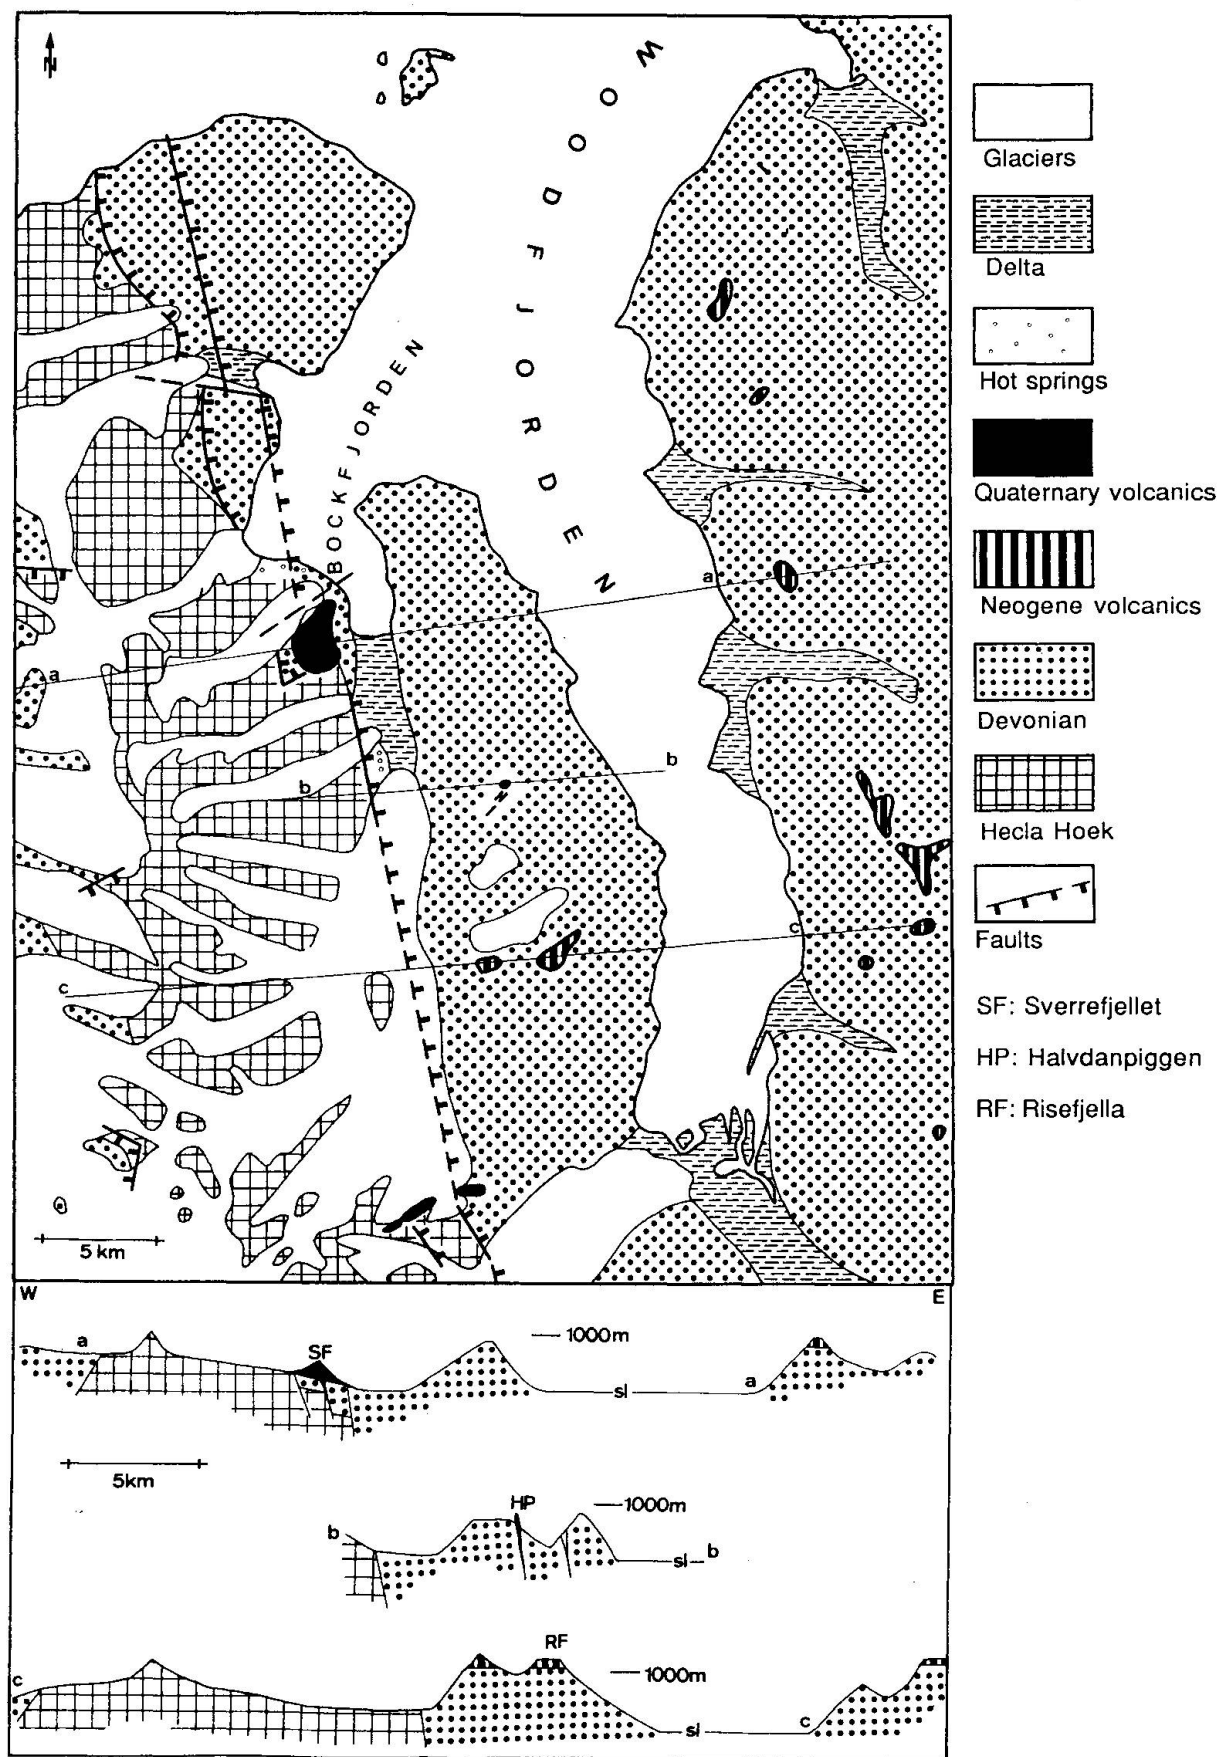 N
WOODFJORDEN
BOCKFJORDEN
a
a
b
b
c
c
5 km
Glaciers
Delta
Hot springs
Quaternary volcanics
Neogene volcanics
Devonian
Hecla Hoek
Faults
SF: Sverrefjellet
HP: Halvdanpiggen
RF: Risefjella
W
E
a
SF
1000m
sl
a
5km
b
HP
1000m
sl
b
c
RF
1000m
sl
c